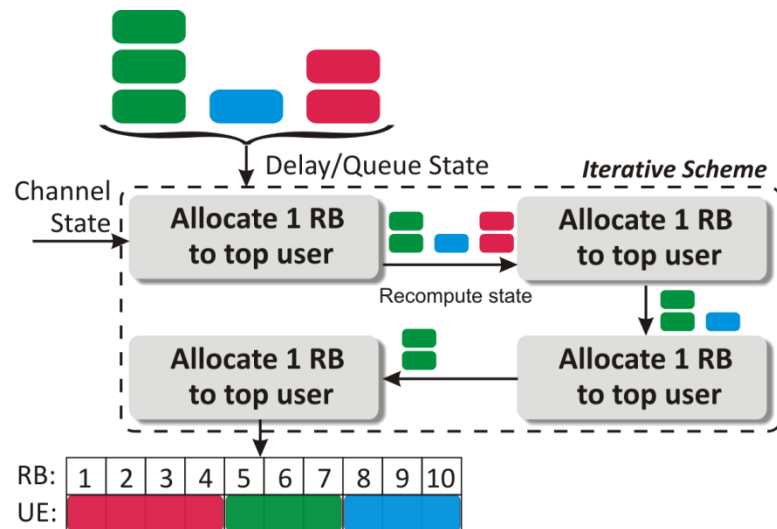 Delay/Queue State
Iterative Scheme
Channel
State
Allocate 1 RB
to top user
Recompute state
Allocate 1 RB
to top user
Allocate 1 RB
to top user
Allocate 1 RB
to top user
RB: 1 2 3 4 5 6 7 8 9 10
UE: